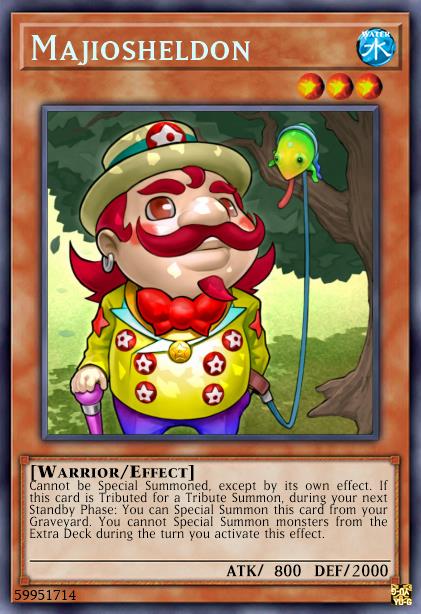 Majiosheldon
WATER
水
[Warrior/Effect]
Cannot be Special Summoned, except by its own effect. If
this card is Tributed for a Tribute Summon, during your next
Standby Phase: You can Special Summon this card from your
Graveyard. You cannot Special Summon monsters from the
Extra Deck during the turn you activate this effect.
ATK/ 800 DEF/2000
59951714